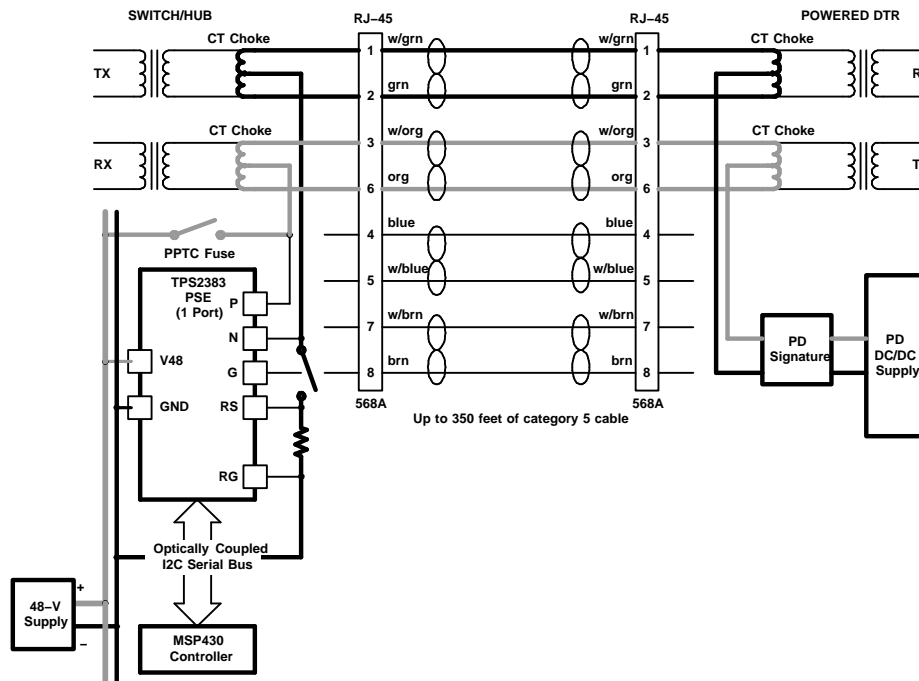 SWITCH/HUB
RJ–45
RJ–45
POWERED DTR
CT Choke
w/grn
w/grn
CT Choke
1
1
TX
R
grn
grn
2
2
CT Choke
w/org
w/org
CT Choke
3
3
RX
T
org
org
6
6
blue
blue
4
4
PPTC Fuse
w/blue
w/blue
5
5
TPS2383
PSE
(1 Port)
P
N
G
RS
RG
V48
GND
w/brn
w/brn
7
7
brn
brn
8
8
568A
568A
Up to 350 feet of category 5 cable
PD
Signature
PD
DC/DC
Supply
Optically Coupled
I2C Serial Bus
+
48–V
Supply
–
MSP430
Controller